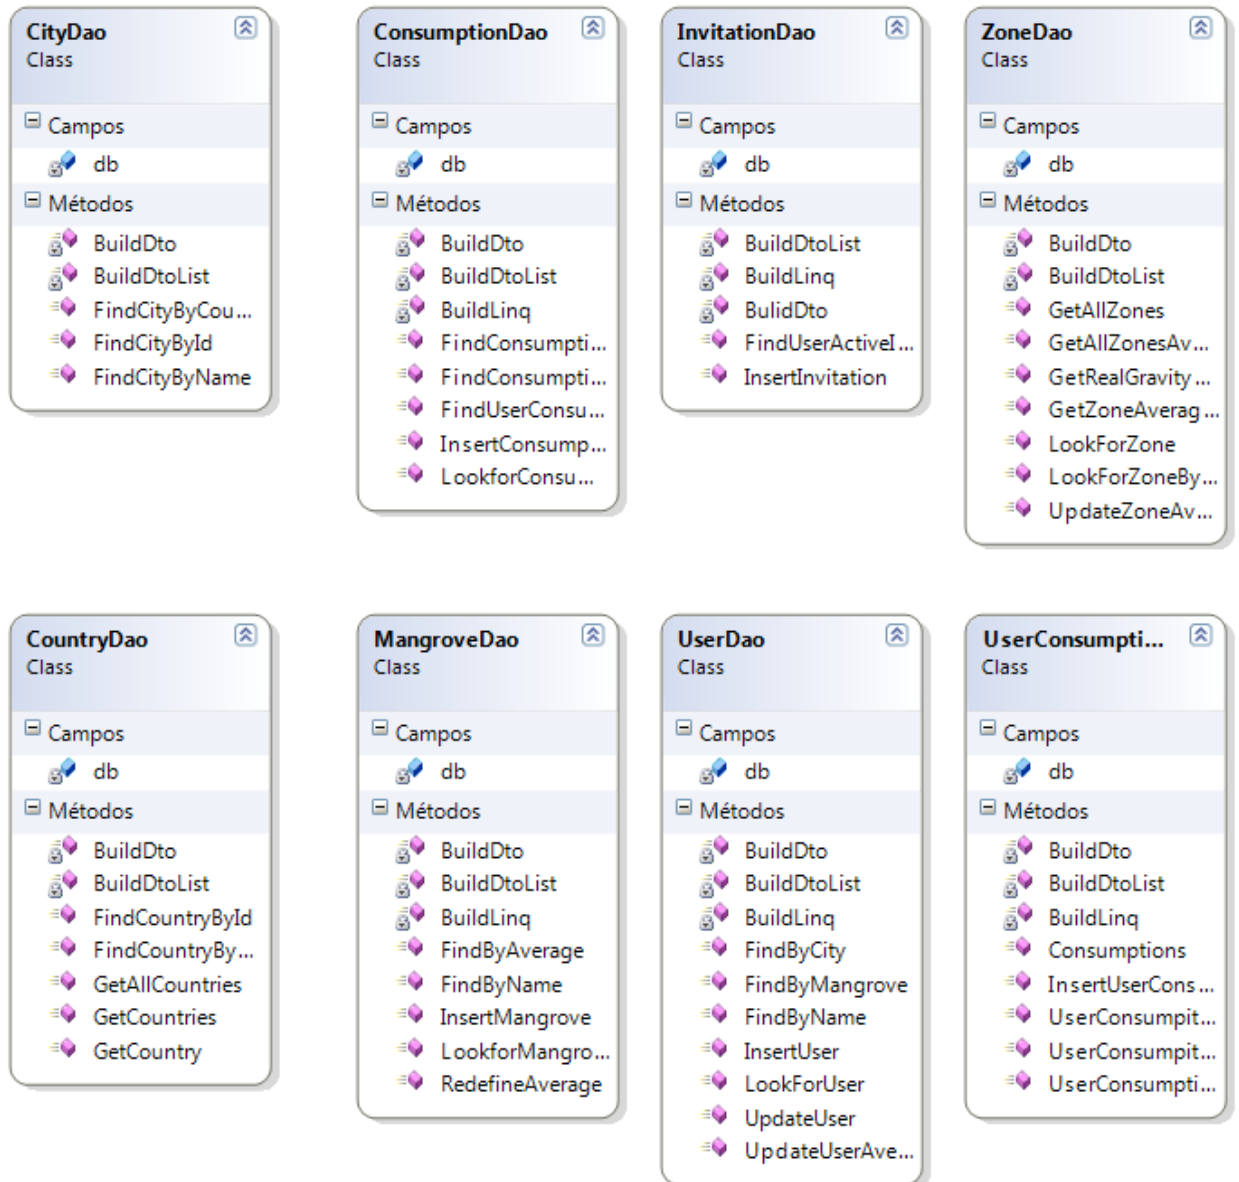 CityDao
Class
Campos
db
Métodos
BuildDto
BuildDtoList
FindCityByCou...
FindCityById
FindCityByName
ConsumptionDao
Class
Campos
db
Métodos
BuildDto
BuildDtoList
BuildLinq
FindConsumpti...
FindConsumpti...
FindUserConsu...
InsertConsump...
LookforConsu...
InvitationDao
Class
Campos
db
Métodos
BuildDtoList
BuildLinq
BulidDto
FindUserActiveI...
InsertInvitation
ZoneDao
Class
Campos
db
Métodos
BuildDto
BuildDtoList
GetAllZones
GetAllZonesAv...
GetRealGravity...
GetZoneAverag...
LookForZone
LookForZoneBy...
UpdateZoneAv...
CountryDao
Class
Campos
db
Métodos
BuildDto
BuildDtoList
FindCountryById
FindCountryBy...
GetAllCountries
GetCountries
GetCountry
MangroveDao
Class
Campos
db
Métodos
BuildDto
BuildDtoList
BuildLinq
FindByAverage
FindByName
InsertMangrove
LookforMangro...
RedefineAverage
UserDao
Class
Campos
db
Métodos
BuildDto
BuildDtoList
BuildLinq
FindByCity
FindByMangrove
FindByName
InsertUser
LookForUser
UpdateUser
UpdateUserAve...
UserConsumpti...
Class
Campos
db
Métodos
BuildDto
BuildDtoList
BuildLinq
Consumptions
InsertUserCons...
UserConsumpit...
UserConsumpit...
UserConsumpti...